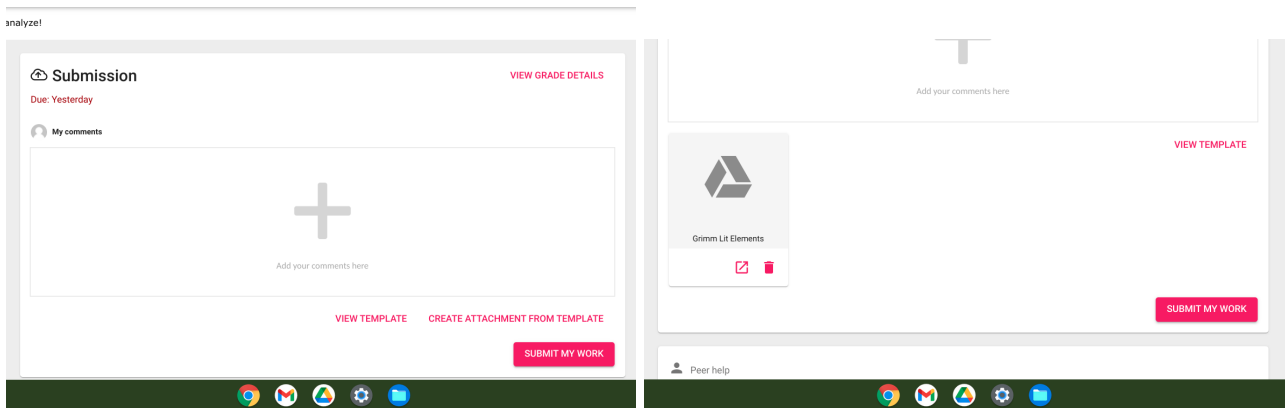 analyze!
Submission
VIEW GRADE DETAILS
Due: Yesterday
My comments
Add your comments here
VIEW TEMPLATE
CREATE ATTACHMENT FROM TEMPLATE
SUBMIT MY WORK
Add your comments here
VIEW TEMPLATE
Grimm Lit Elements
SUBMIT MY WORK
Peer help